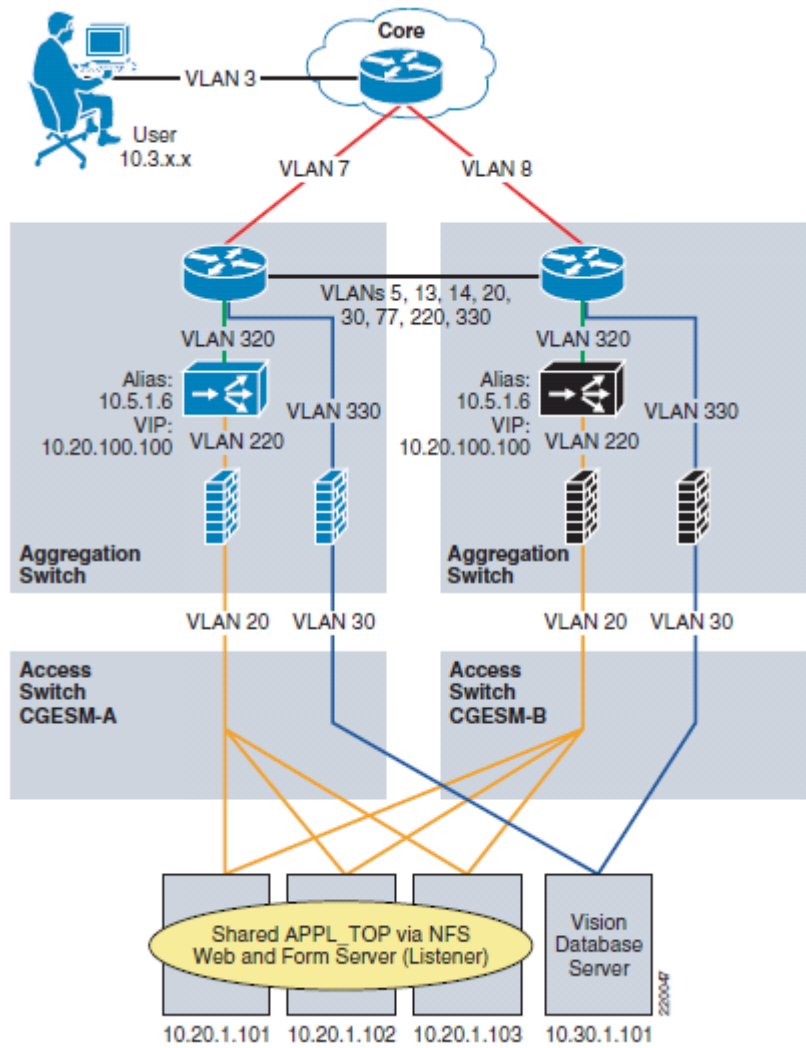 Core
VLAN 3
User
10.3.x.x
VLAN 7
VLAN 8
VLANs 5, 13, 14, 20,
30, 77, 220, 330
VLAN 320
VLAN 320
Alias:
10.5.1.6
VIP:
10.20.100.100
VLAN 330
VLAN 220
Alias:
10.5.1.6
VIP:
10.20.100.100
VLAN 330
VLAN 220
Aggregation
Switch
Aggregation
Switch
VLAN 20
VLAN 30
VLAN 20
VLAN 30
Access
Switch
CGESM-A
Access
Switch
CGESM-B
Shared APPL_TOP via NFS
Web and Form Server (Listener)
Vision
Database
Server
220047
10.20.1.101
10.20.1.102
10.20.1.103
10.30.1.101